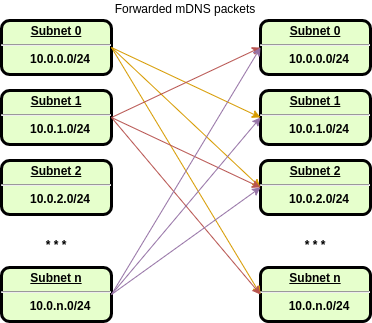 Forwarded mDNS packets
Subnet 0
10.0.0.0/24
Subnet 0
10.0.0.0/24
Subnet 1
10.0.1.0/24
Subnet 1
10.0.1.0/24
Subnet 2
10.0.2.0/24
Subnet 2
10.0.2.0/24
* * *
* * *
Subnet n
10.0.n.0/24
Subnet n
10.0.n.0/24